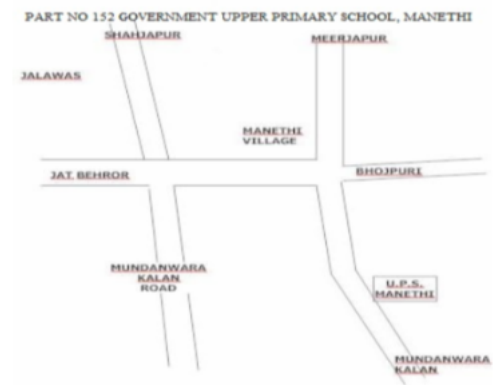 PART NO 152 GOVERNMENT UPPER PRIMARY SCHOOL, MANETHI
SHAHJAPUR
MEERJAPUR
JALAWAS
MANETHI
VILLAGE
JAT BEHROR
BHOJPURI
MUNDANWARA
KALAN
ROAD
U.P.S.
MANETHI
MUNDANWARA
KALAN